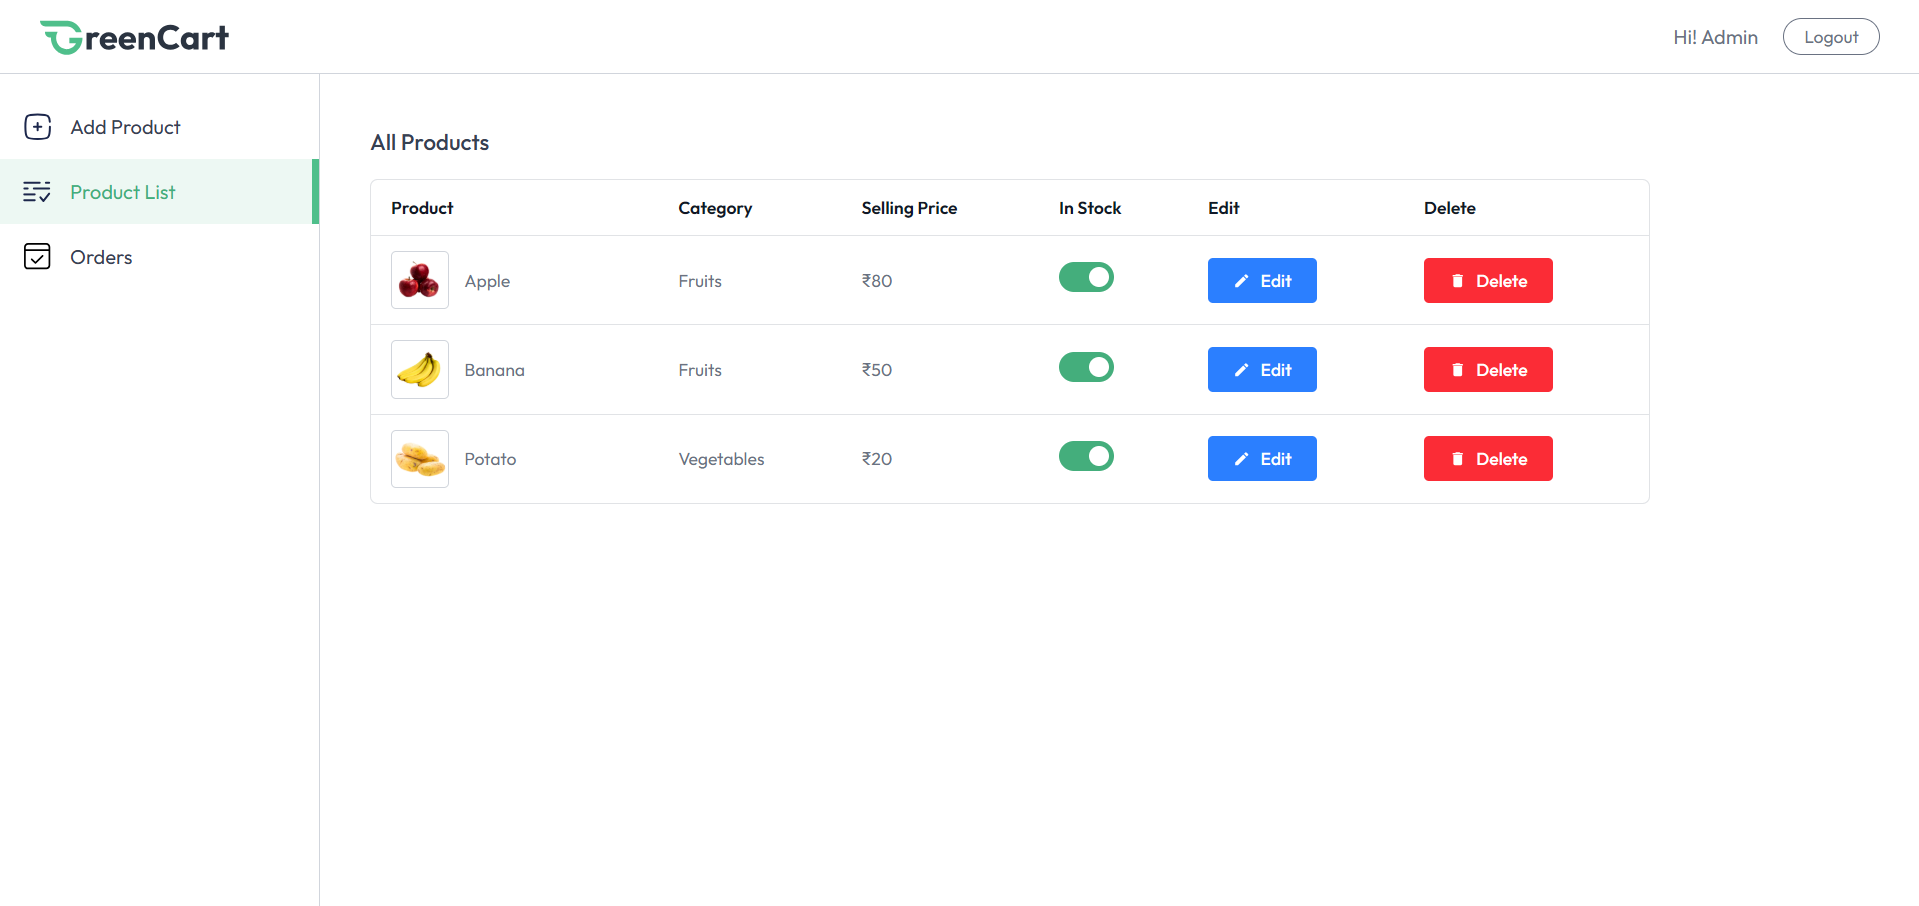 GreenCart
Hi! Admin
Logout
Add Product
Product List
Orders
All Products
Product Category Selling Price In Stock Edit Delete
Apple Fruits ₹80 Edit Delete
Banana Fruits ₹50 Edit Delete
Potato Vegetables ₹20 Edit Delete